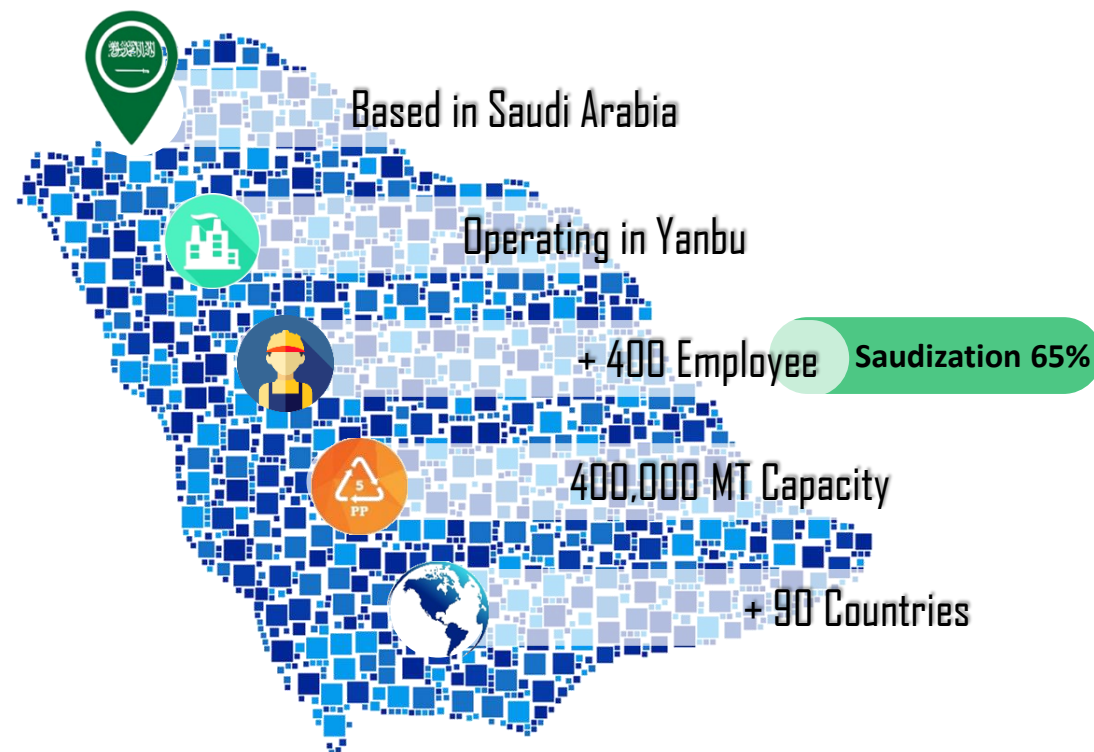 Based in Saudi Arabia
Operating in Yanbu
+ 400 Employee
Saudization 65%
400,000 MT Capacity
5
PP
+ 90 Countries